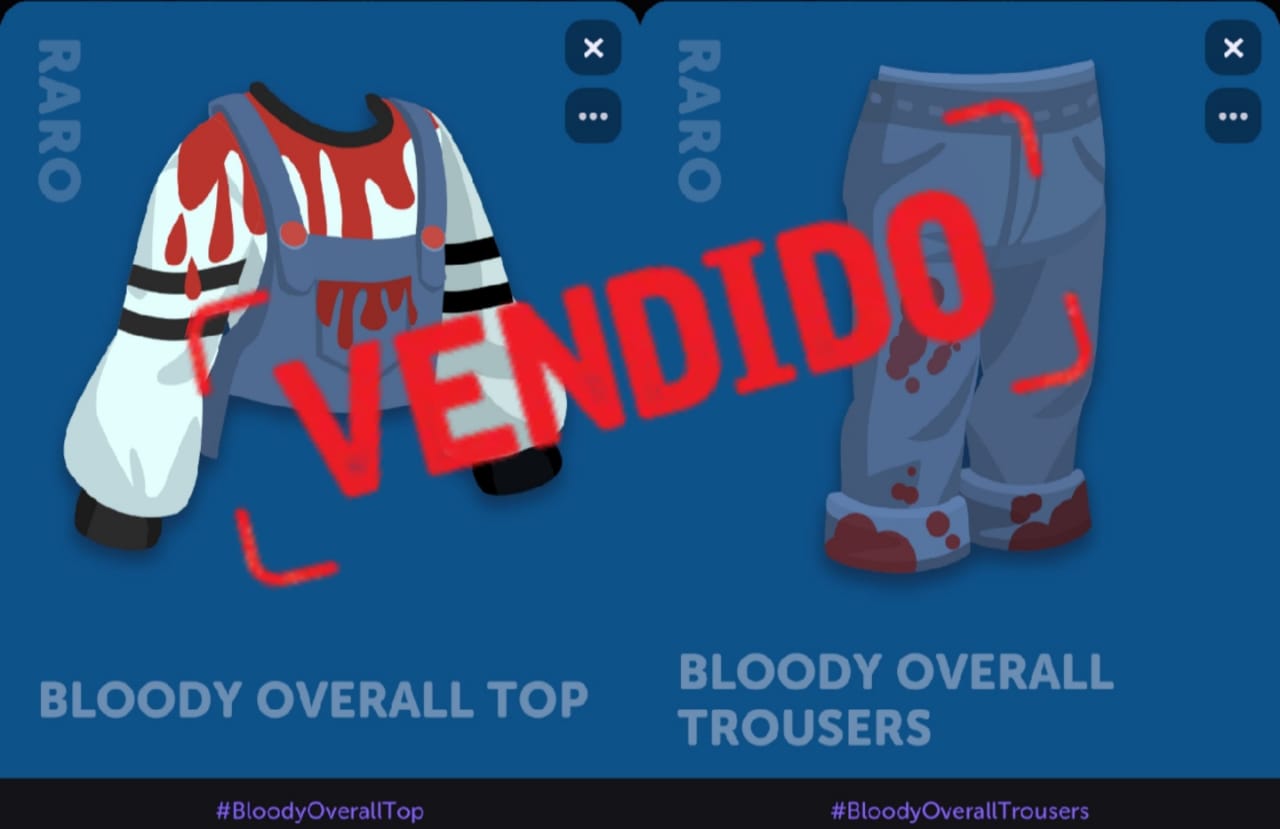 RARO
BLOODY OVERALL TOP
#BloodyOverallTop
RARO
BLOODY OVERALL
TROUSERS
#BloodyOverallTrousers
VENDIDO